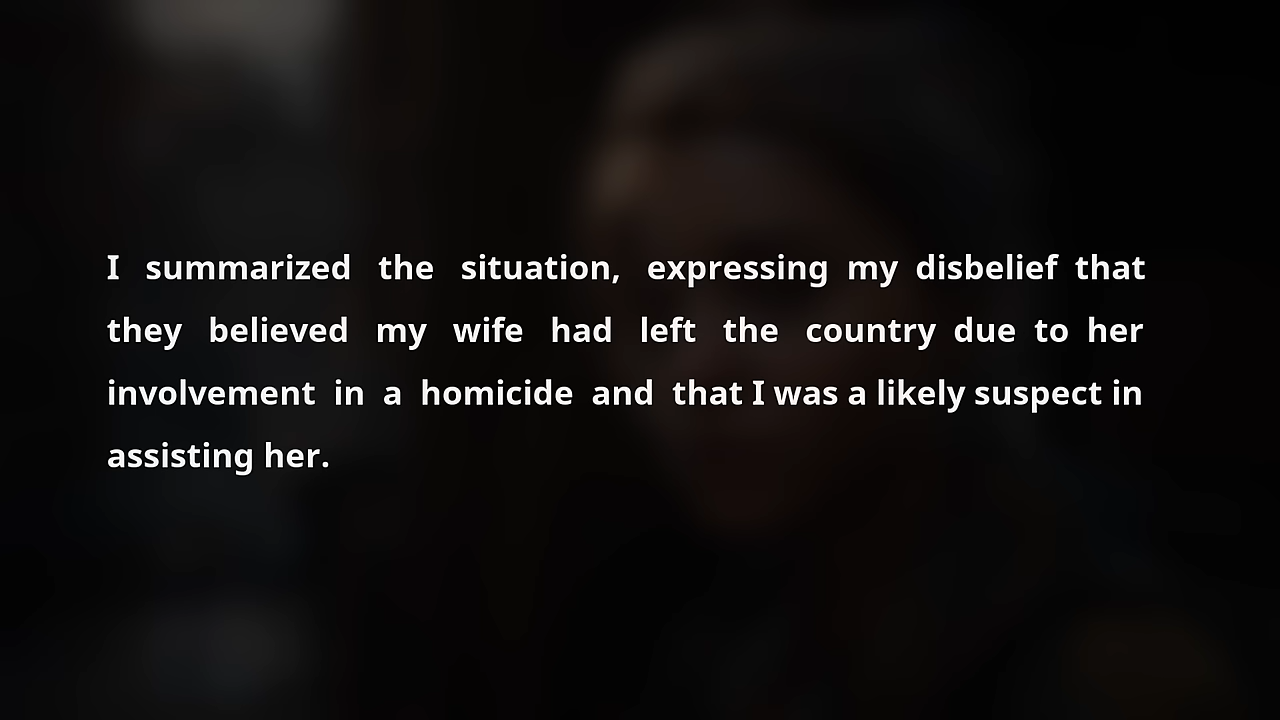 I summarized the situation, expressing my disbelief that
they believed my wife had left the country due to her
involvement in a homicide and that I was a likely suspect in
assisting her.